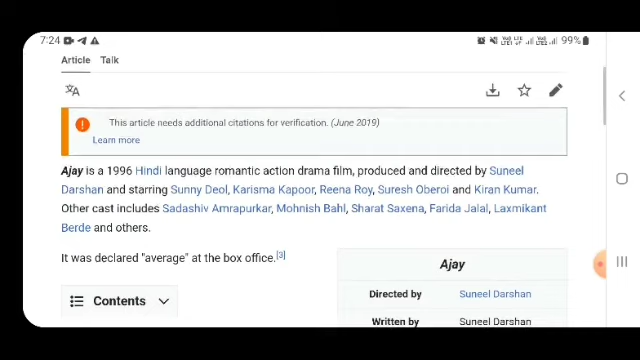 7:24 99%
Article Talk
This article needs additional citations for verification. (June 2019)
Learn more
Ajay is a 1996 Hindi language romantic action drama film, produced and directed by Suneel
Darshan and starring Sunny Deol, Karisma Kapoor, Reena Roy, Suresh Oberoi and Kiran Kumar.
Other cast includes Sadashiv Amrapurkar, Mohnish Bahl, Sharat Saxena, Farida Jalal, Laxmikant
Berde and others.
It was declared "average" at the box office.[3]
Contents
Ajay
Directed by Suneel Darshan
Written by Suneel Darshan